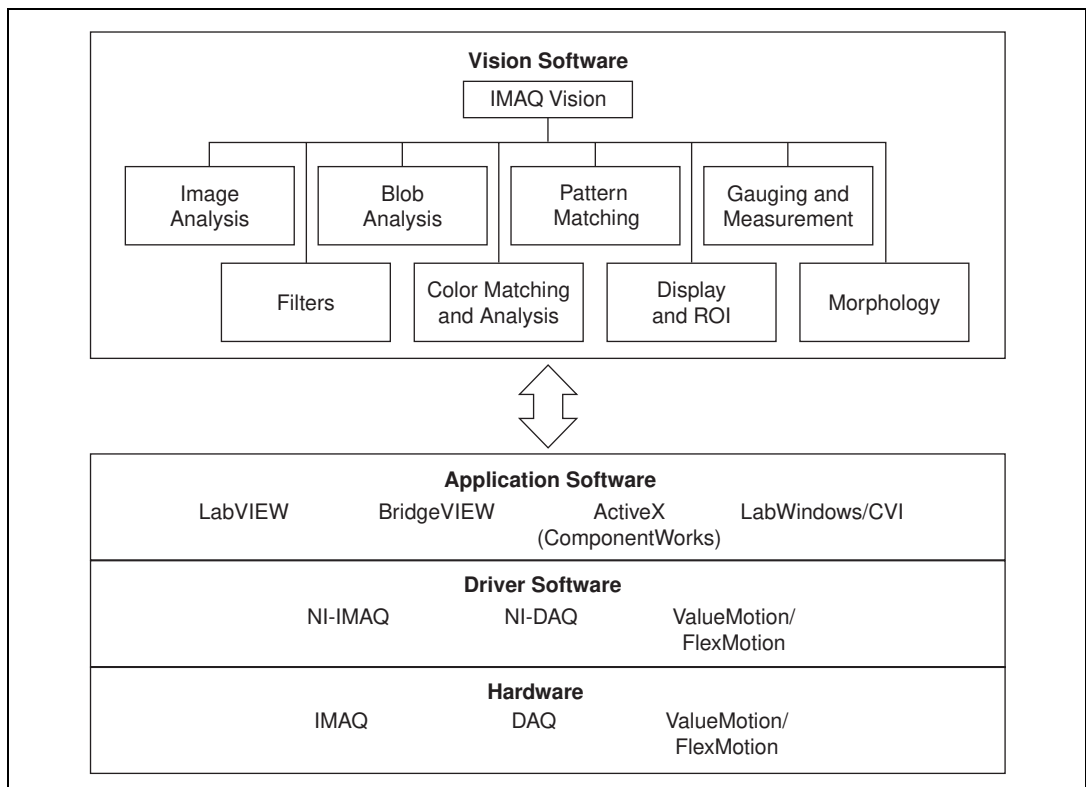 Vision Software
IMAQ Vision
Image
Analysis
Blob
Analysis
Pattern
Matching
Gauging and
Measurement
Filters
Color Matching
and Analysis
Display
and ROI
Morphology
Application Software
LabVIEW BridgeVIEW ActiveX LabWindows/CVI
(ComponentWorks)
Driver Software
NI-IMAQ NI-DAQ ValueMotion/
FlexMotion
Hardware
IMAQ DAQ ValueMotion/
FlexMotion